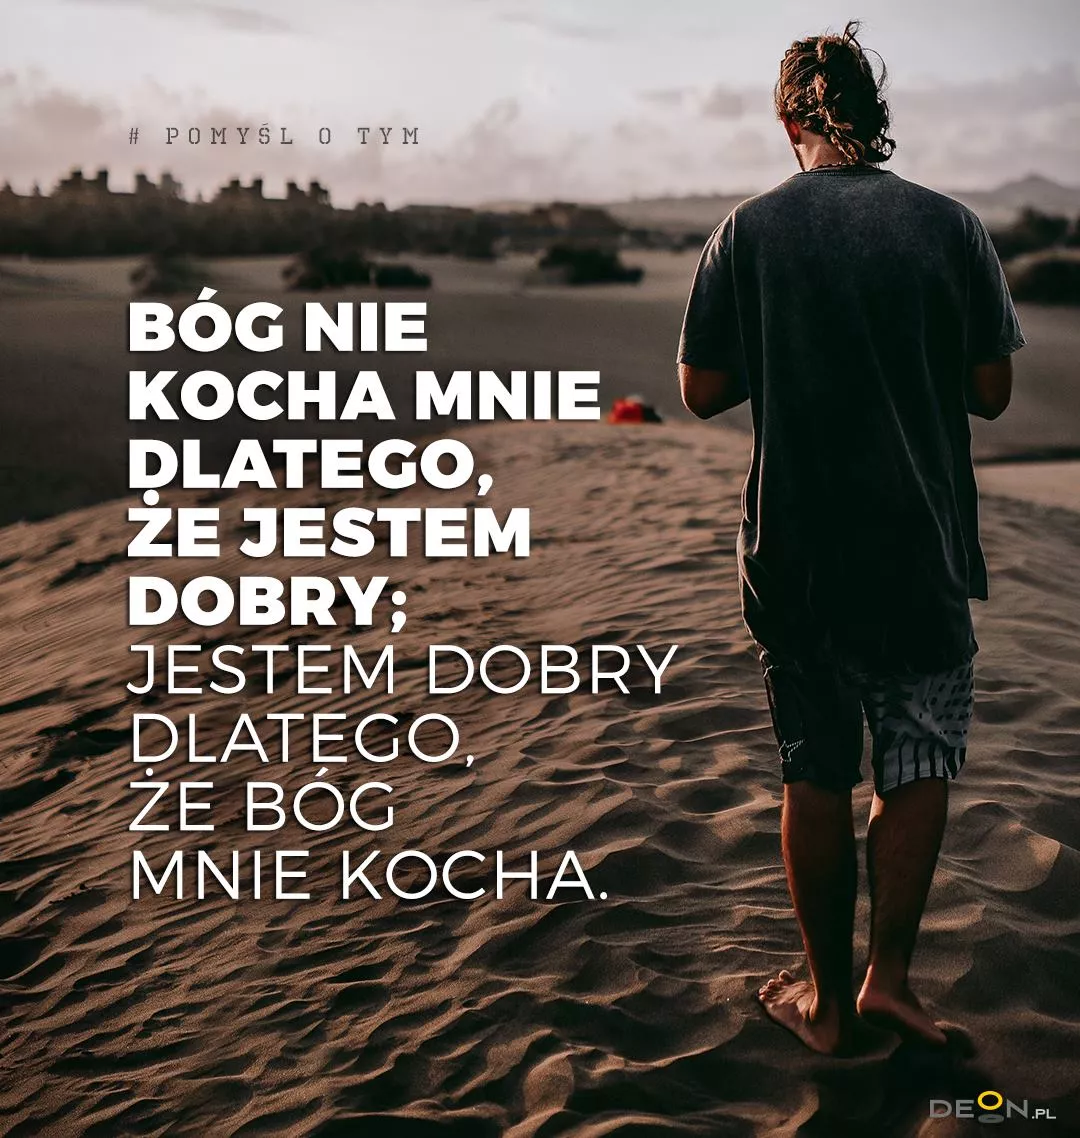 # POMYŚL O TYM
BÓG NIE
KOCHA MNIE
DLATEGO,
ŻE JESTEM
DOBRY;
JESTEM DOBRY
DLATEGO,
ŻE BÓG
MNIE KOCHA.
DEON.PL